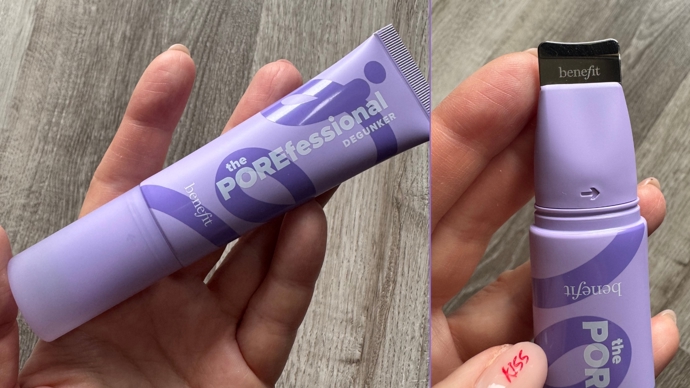 the
POREfessional
DEGUNKER
benefit
benefit
benefit
the
POR
KISS